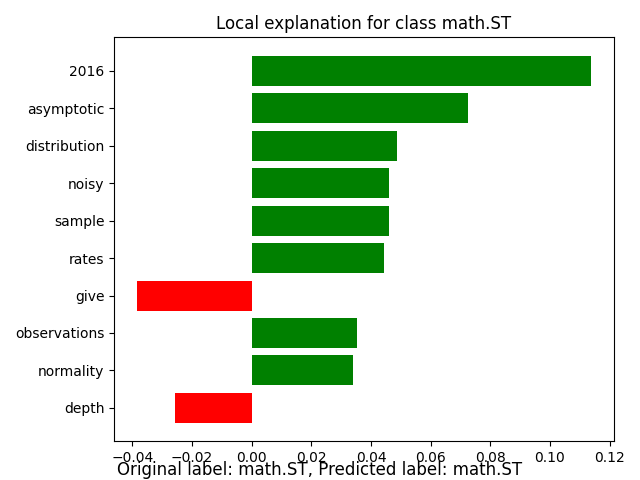 Local explanation for class math.ST
2016
asymptotic
distribution
noisy
sample
rates
give
observations
normality
depth
−0.04 −0.02 0.00 0.02 0.04 0.06 0.08 0.10 0.12
Original label: math.ST, Predicted label: math.ST